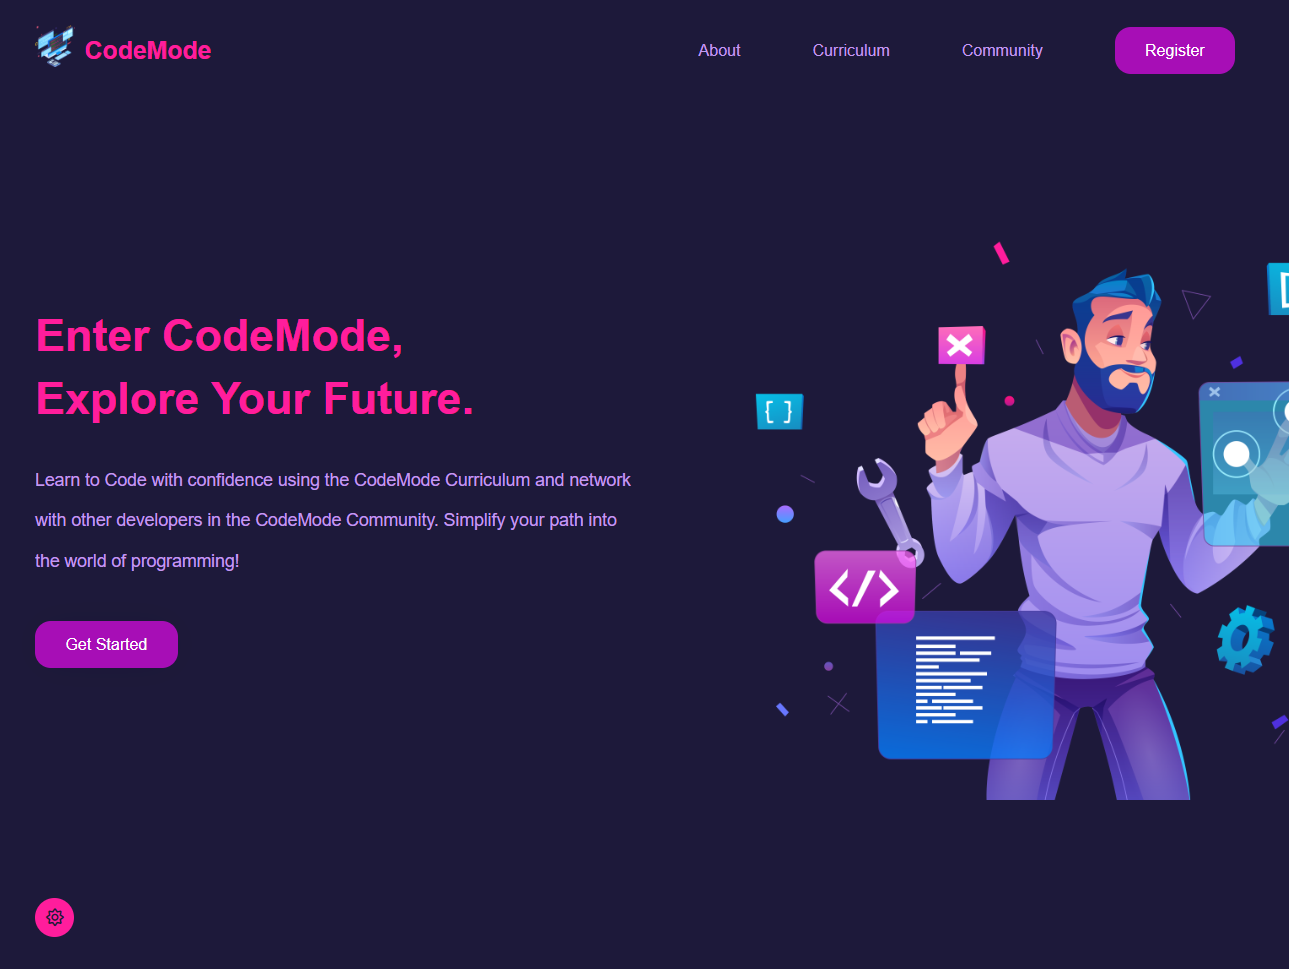 CodeMode
About
Curriculum
Community
Register
Enter CodeMode,
Explore Your Future.
{ }
Learn to Code with confidence using the CodeMode Curriculum and network
with other developers in the CodeMode Community. Simplify your path into
the world of programming!
</>
Get Started